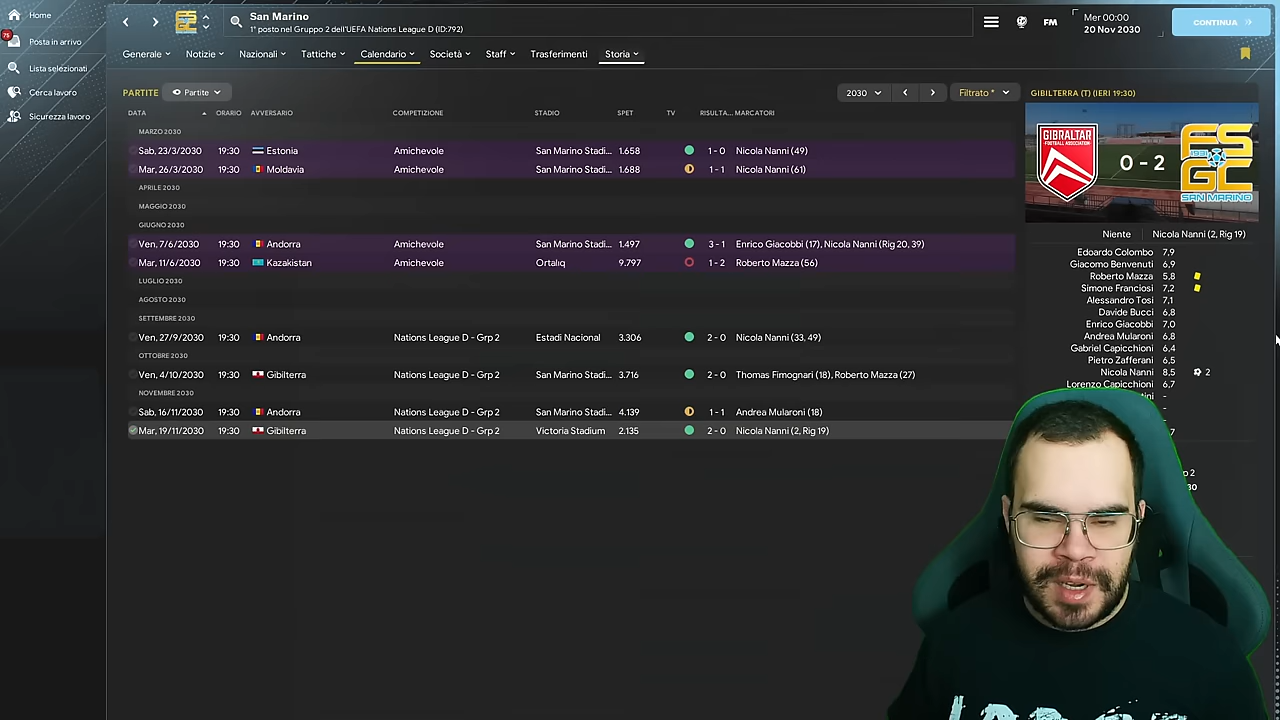 Home
75
Posta in arrivo
Lista selezionati
Cerca lavoro
Sicurezza lavoro
San Marino
1° posto nel Gruppo 2 dell'UEFA Nations League D (ID:792)
FM
Mer 00:00
20 Nov 2030
CONTINUA
Generale
Notizie
Nazionali
Tattiche
Calendario
Società
Staff
Trasferimenti
Storia
PARTITE
Partite
2030
Filtrato *
DATA ORARIO AVVERSARIO COMPETIZIONE STADIO SPET TV RISULTA... MARCATORI
MARZO 2030
Sab, 23/3/2030 19:30 Estonia Amichevole San Marino Stadi... 1.658 1-0 Nicola Nanni (49)
Mar, 26/3/2030 19:30 Moldavia Amichevole San Marino Stadi... 1.688 1-1 Nicola Nanni (61)
APRILE 2030
MAGGIO 2030
GIUGNO 2030
Ven, 7/6/2030 19:30 Andorra Amichevole San Marino Stadi... 1.497 3-1 Enrico Giacobbi (17), Nicola Nanni (Rig 20, 39)
Mar, 11/6/2030 19:30 Kazakistan Amichevole Ortalıq 9.797 1-2 Roberto Mazza (56)
LUGLIO 2030
AGOSTO 2030
SETTEMBRE 2030
Ven, 27/9/2030 19:30 Andorra Nations League D - Grp 2 Estadi Nacional 3.306 2-0 Nicola Nanni (33, 49)
OTTOBRE 2030
Ven, 4/10/2030 19:30 Gibilterra Nations League D - Grp 2 San Marino Stadi... 3.716 2-0 Thomas Fimognari (18), Roberto Mazza (27)
NOVEMBRE 2030
Sab, 16/11/2030 19:30 Andorra Nations League D - Grp 2 San Marino Stadi... 4.139 1-1 Andrea Mularoni (18)
Mar, 19/11/2030 19:30 Gibilterra Nations League D - Grp 2 Victoria Stadium 2.135 2-0 Nicola Nanni (2, Rig 19)
GIBILTERRA (T) (IERI 19:30)
GIBRALTAR
FOOTBALL ASSOCIATION
0 - 2
FS
1931
GC
SAN MARINO
Niente Nicola Nanni (2, Rig 19)
Edoardo Colombo 7,9
Giacomo Benvenuti 6,9
Roberto Mazza 5,8
Simone Franciosi 7,2
Alessandro Tosi 7,1
Davide Bucci 6,8
Enrico Giacobbi 7,0
Andrea Mularoni 6,8
Gabriel Capicchioni 6,4
Pietro Zafferani 6,5
Nicola Nanni 8,5 2
Lorenzo Capicchioni 6,7